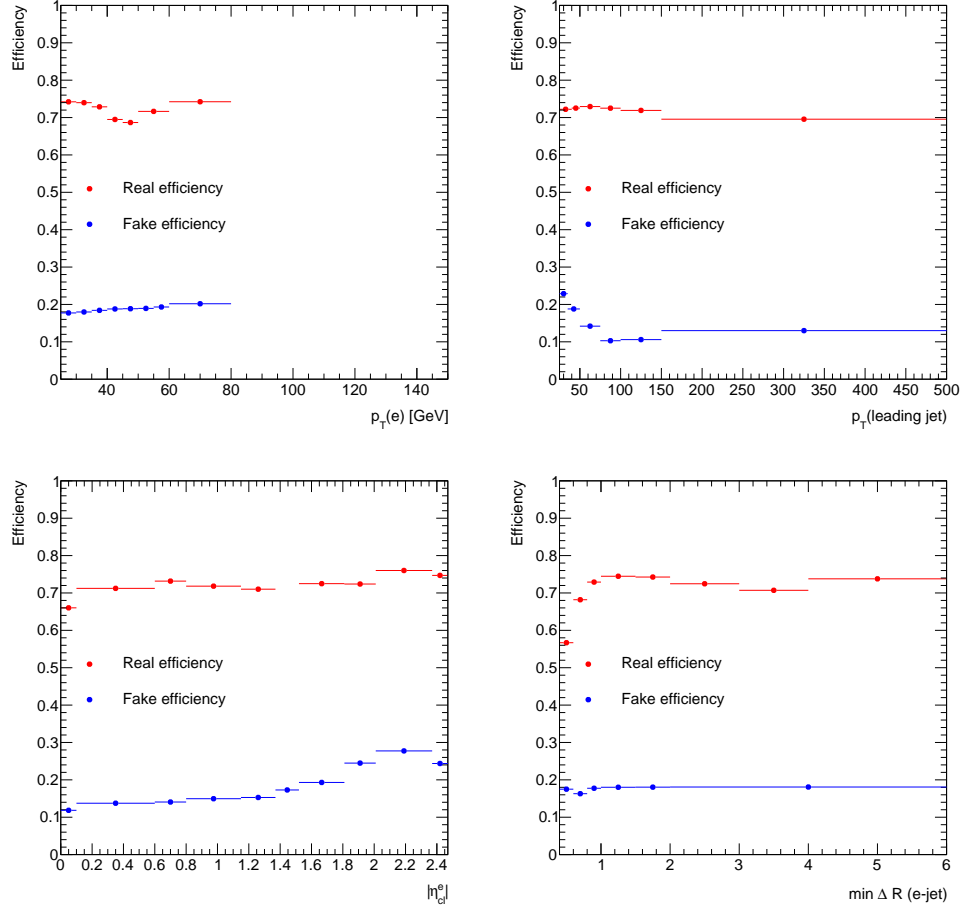 Efficiency
1
0.9
0.8
0.7
0.6
0.5
0.4
0.3
0.2
0.1
0
Real efficiency
Fake efficiency
40 60 80 100 120 140
p_T(e) [GeV]
Efficiency
1
0.9
0.8
0.7
0.6
0.5
0.4
0.3
0.2
0.1
0
Real efficiency
Fake efficiency
50 100 150 200 250 300 350 400 450 500
p_T(leading jet)
Efficiency
1
0.9
0.8
0.7
0.6
0.5
0.4
0.3
0.2
0.1
0
Real efficiency
Fake efficiency
0 0.2 0.4 0.6 0.8 1 1.2 1.4 1.6 1.8 2 2.2 2.4
|η^e_cl|
Efficiency
1
0.9
0.8
0.7
0.6
0.5
0.4
0.3
0.2
0.1
0
Real efficiency
Fake efficiency
1 2 3 4 5 6
min Δ R (e-jet)